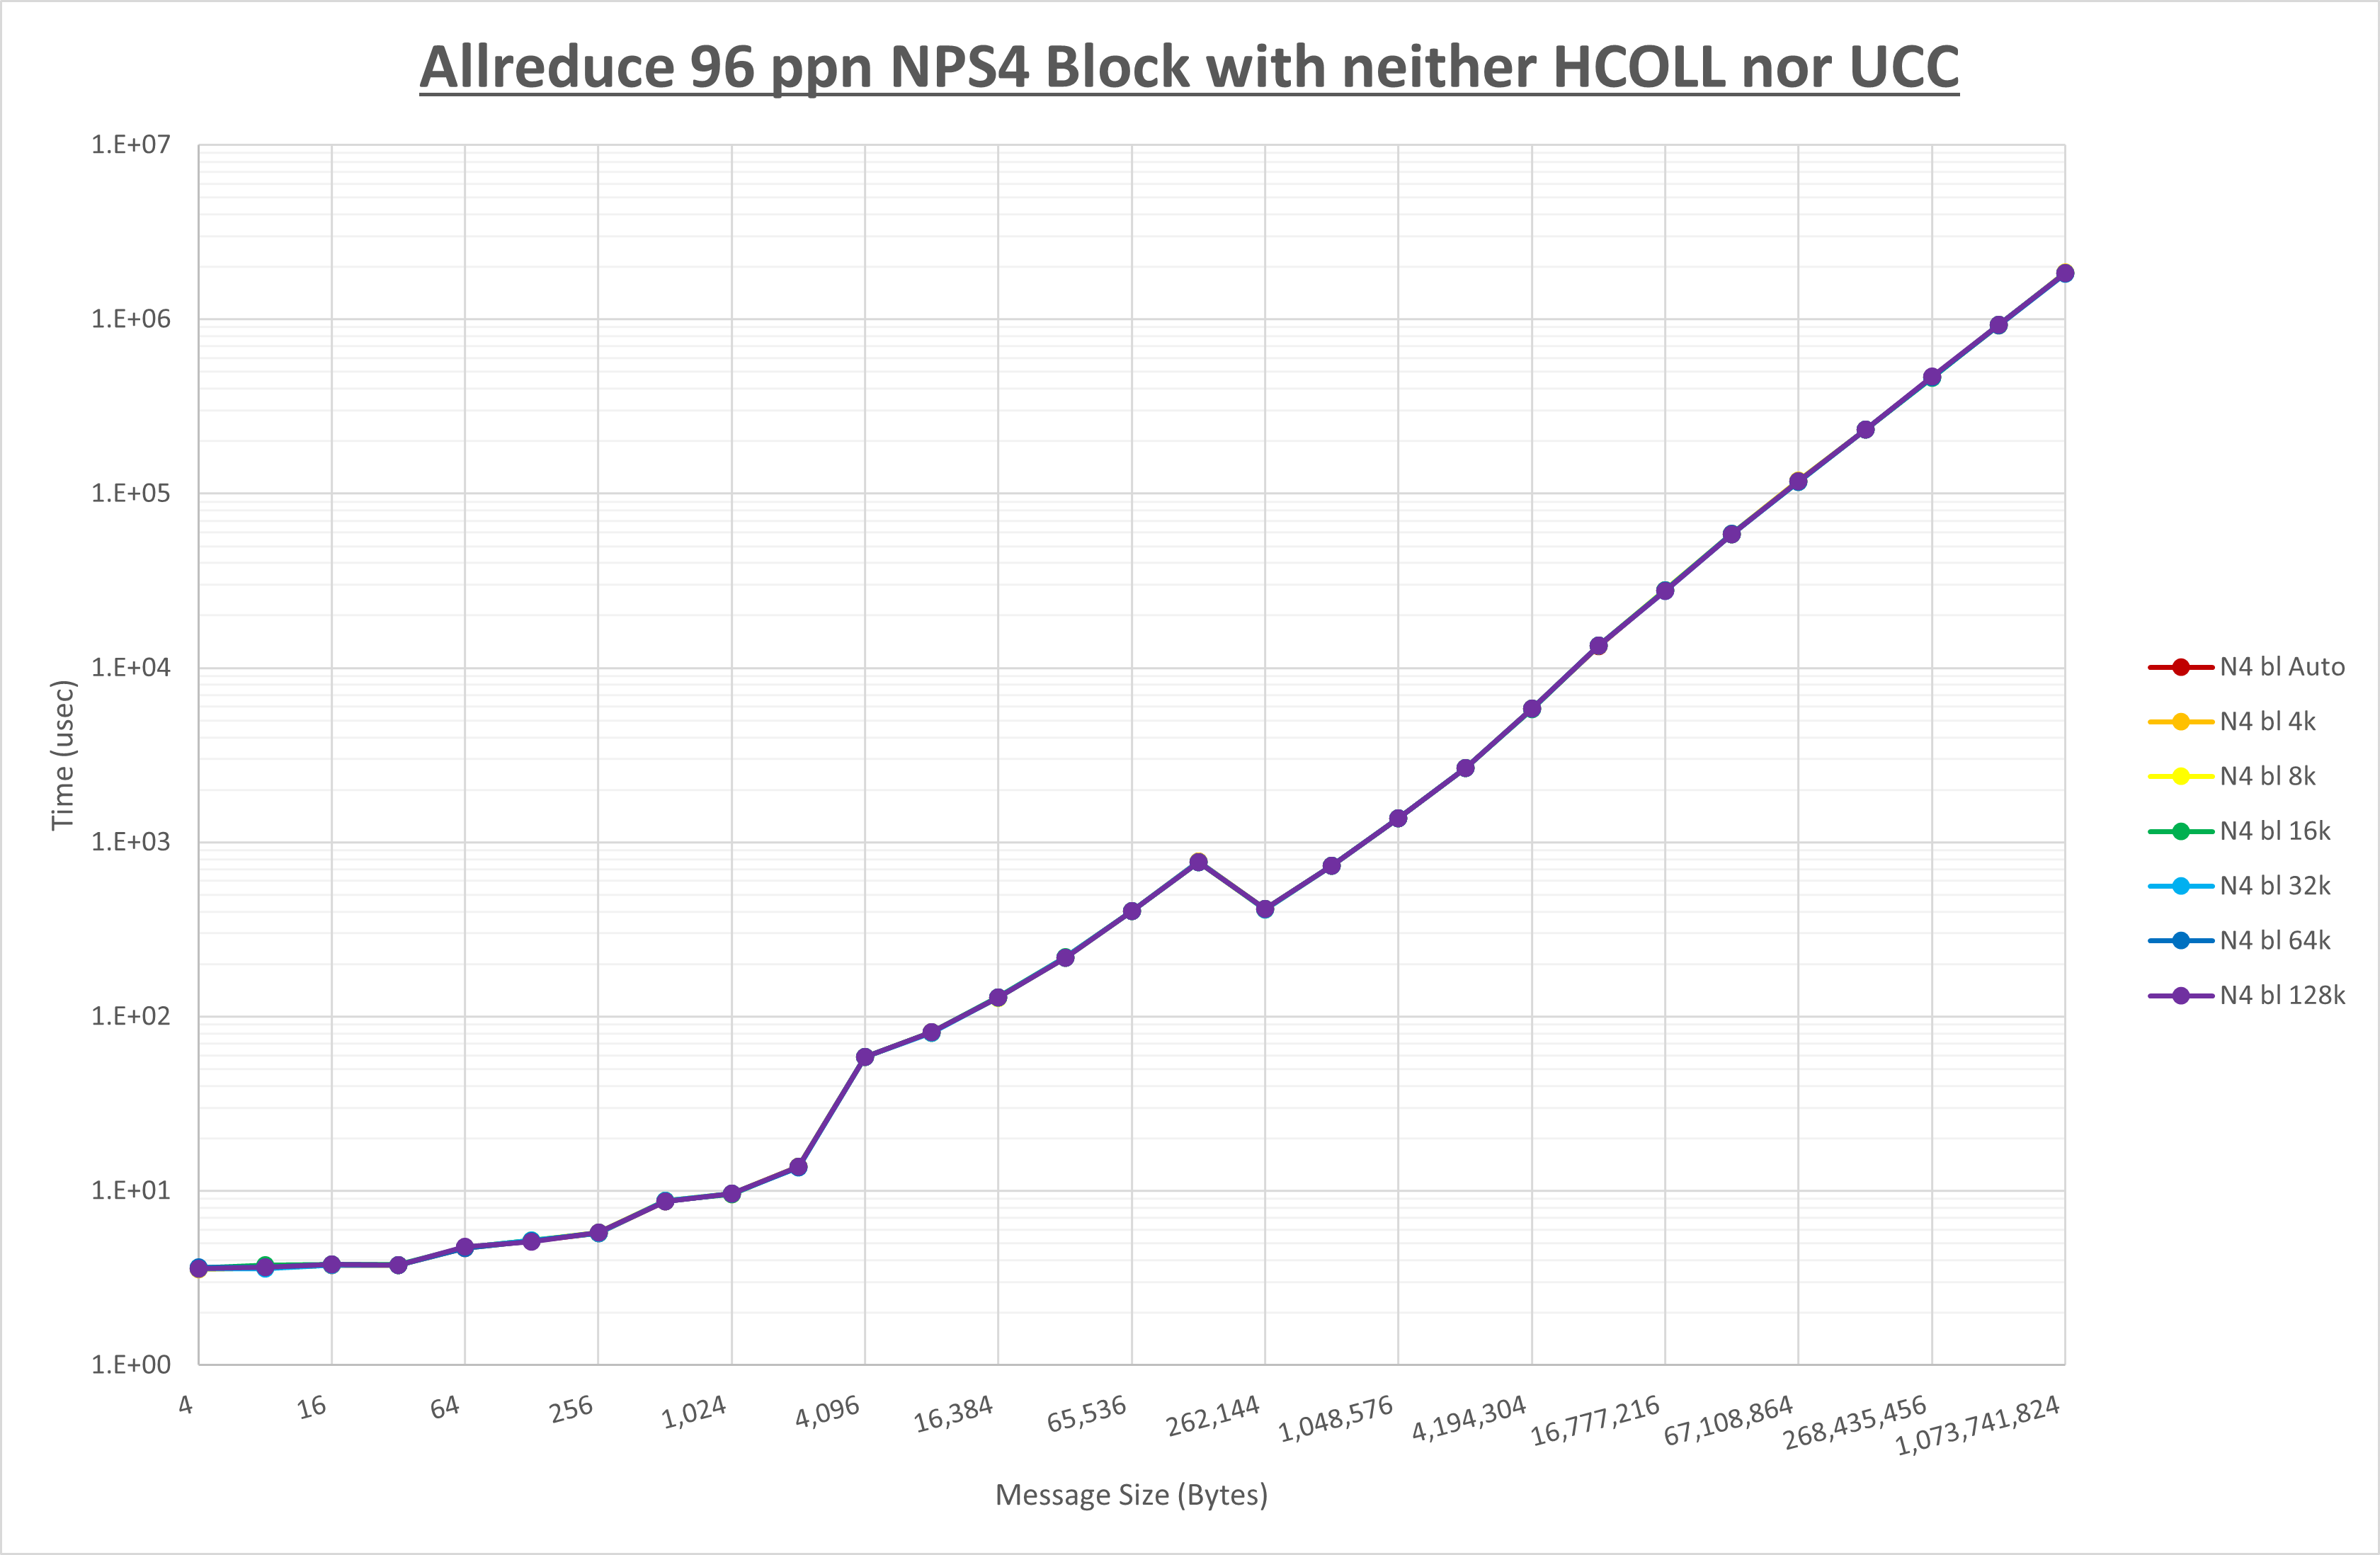 Allreduce 96 ppn NPS4 Block with neither HCOLL nor UCC
1.E+07
1.E+06
1.E+05
1.E+04
1.E+03
1.E+02
1.E+01
1.E+00
Time (usec)
4
16
64
256
1,024
4,096
16,384
65,536
262,144
1,048,576
4,194,304
16,777,216
67,108,864
268,435,456
1,073,741,824
Message Size (Bytes)
N4 bl Auto
N4 bl 4k
N4 bl 8k
N4 bl 16k
N4 bl 32k
N4 bl 64k
N4 bl 128k